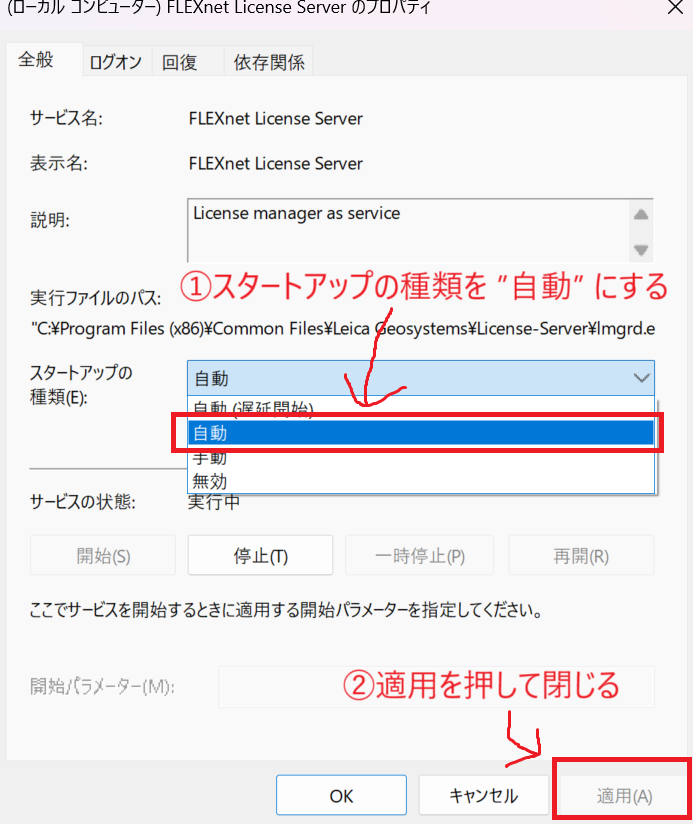 (ローカル コンピューター) FLEXnet License Server のプロパティ
全般 ログオン 回復 依存関係
サービス名: FLEXnet License Server
表示名: FLEXnet License Server
説明: License manager as service
①スタートアップの種類を "自動" にする
実行ファイルのパス:
"C:¥Program Files (x86)¥Common Files¥Leica Geosystems¥License-Server¥lmgrd.e
スタートアップの
種類(E): 自動
自動 (遅延開始)
自動
手動
無効
サービスの状態: 実行中
開始(S) 停止(T) 一時停止(P) 再開(R)
ここでサービスを開始するときに適用する開始パラメーターを指定してください。
開始パラメーター(M):
②適用を押して閉じる
OK キャンセル 適用(A)